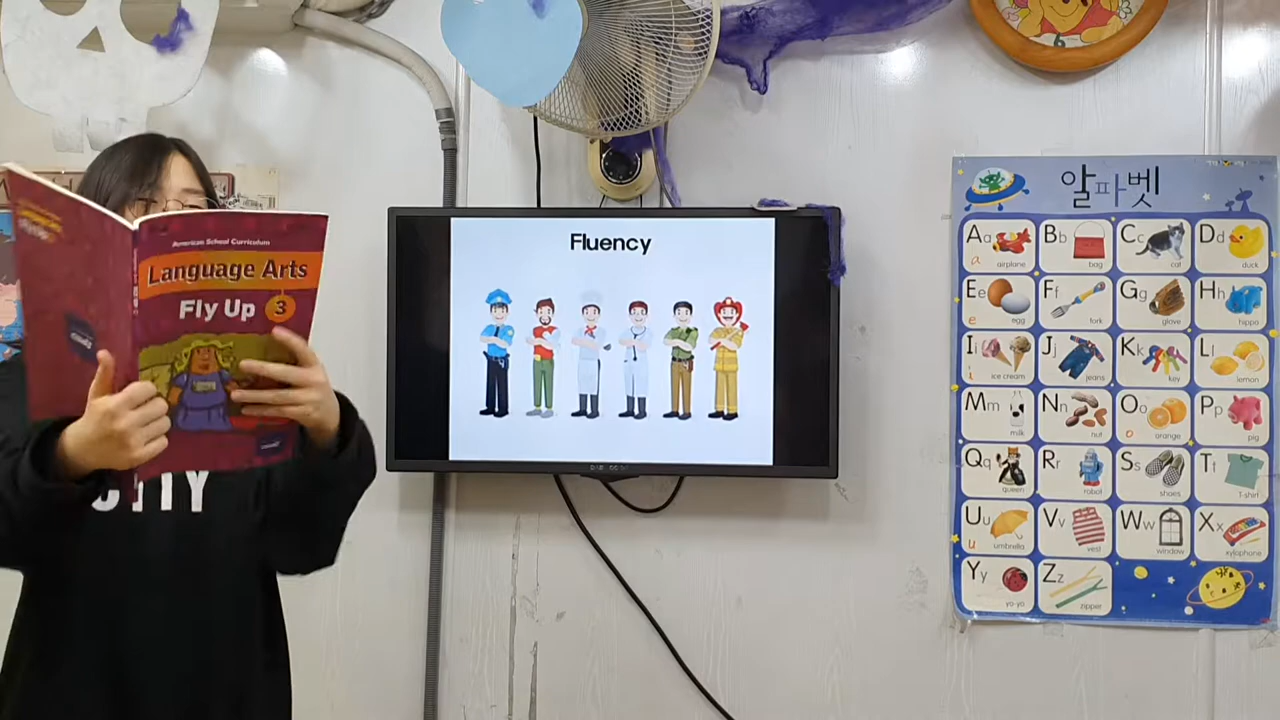 American School Curriculum
Language Arts
Fly Up 3
CITY
Fluency
6
알파벳
Aa
a
airplane
Bb
bag
Cc
cat
Dd
duck
Ee
e
egg
Ff
fork
Gg
glove
Hh
hippo
Ii
i
ice cream
Jj
jeans
Kk
key
Ll
lemon
Mm
milk
Nn
nut
Oo
o
orange
Pp
pig
Qq
queen
Rr
robot
Ss
shoes
Tt
T-shirt
Uu
u
umbrella
Vv
vest
Ww
window
Xx
xylophone
Yy
yo-yo
Zz
zipper